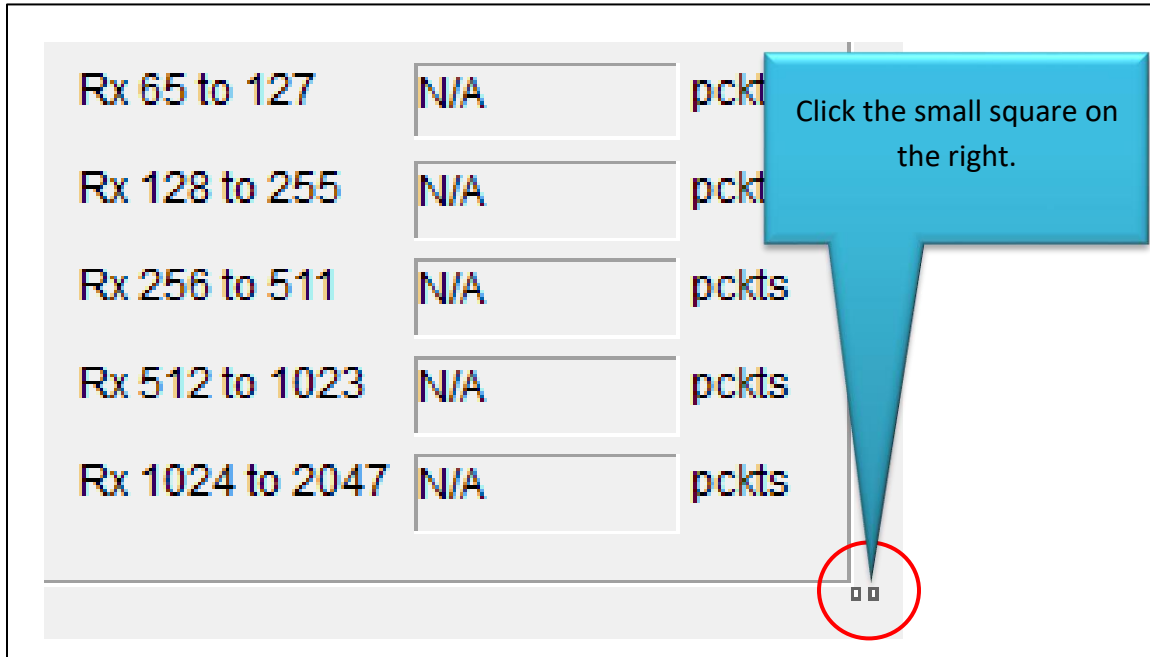 Rx 65 to 127 N/A pckt
Click the small square on
the right.
Rx 128 to 255 N/A pckt
Rx 256 to 511 N/A pckts
Rx 512 to 1023 N/A pckts
Rx 1024 to 2047 N/A pckts